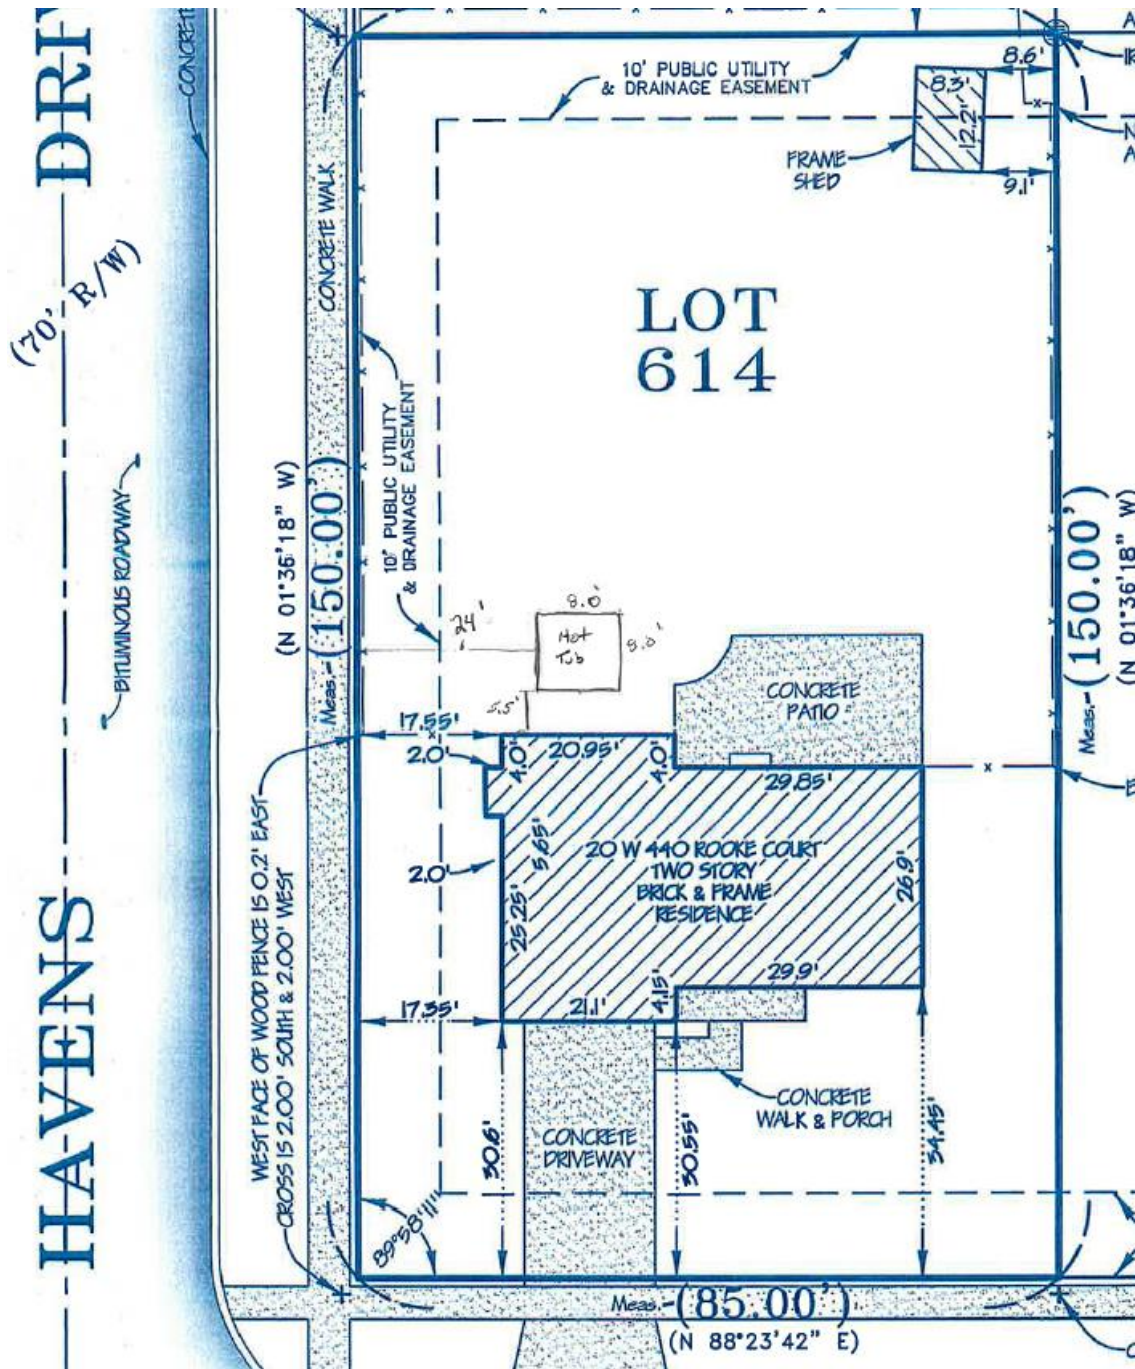 DRI
CONCRETE
A
8.6'
10' PUBLIC UTILITY
& DRAINAGE EASEMENT
8.3'
12.2'
N
A
FRAME
SHED
9.1'
CONCRETE WALK
(70' R/W)
LOT
614
10' PUBLIC UTILITY
& DRAINAGE EASEMENT
(N 01°36'18" W)
Meas.-(150.00')
BITUMINOUS ROADWAY
Meas.-(150.00')
(N 01°36'18" W)
8.0'
24'
Hot
Tub
8.0'
5.5'
CONCRETE
PATIO
17.55'
2.0'
4.0'
20.95'
4.0'
29.85'
E
WEST FACE OF WOOD FENCE IS 0.2' EAST
CROSS IS 2.00' SOUTH & 2.00' WEST
5.65'
2.0'
20 W 440 ROOKE COURT
TWO STORY
BRICK & FRAME
RESIDENCE
26.9'
25.25'
29.9'
4.15'
17.35'
21.1'
HAVENS
CONCRETE
WALK & PORCH
30.6'
CONCRETE
DRIVEWAY
30.55'
34.45'
89°58'11"
Meas.-(85.00')
(N 88°23'42" E)
C